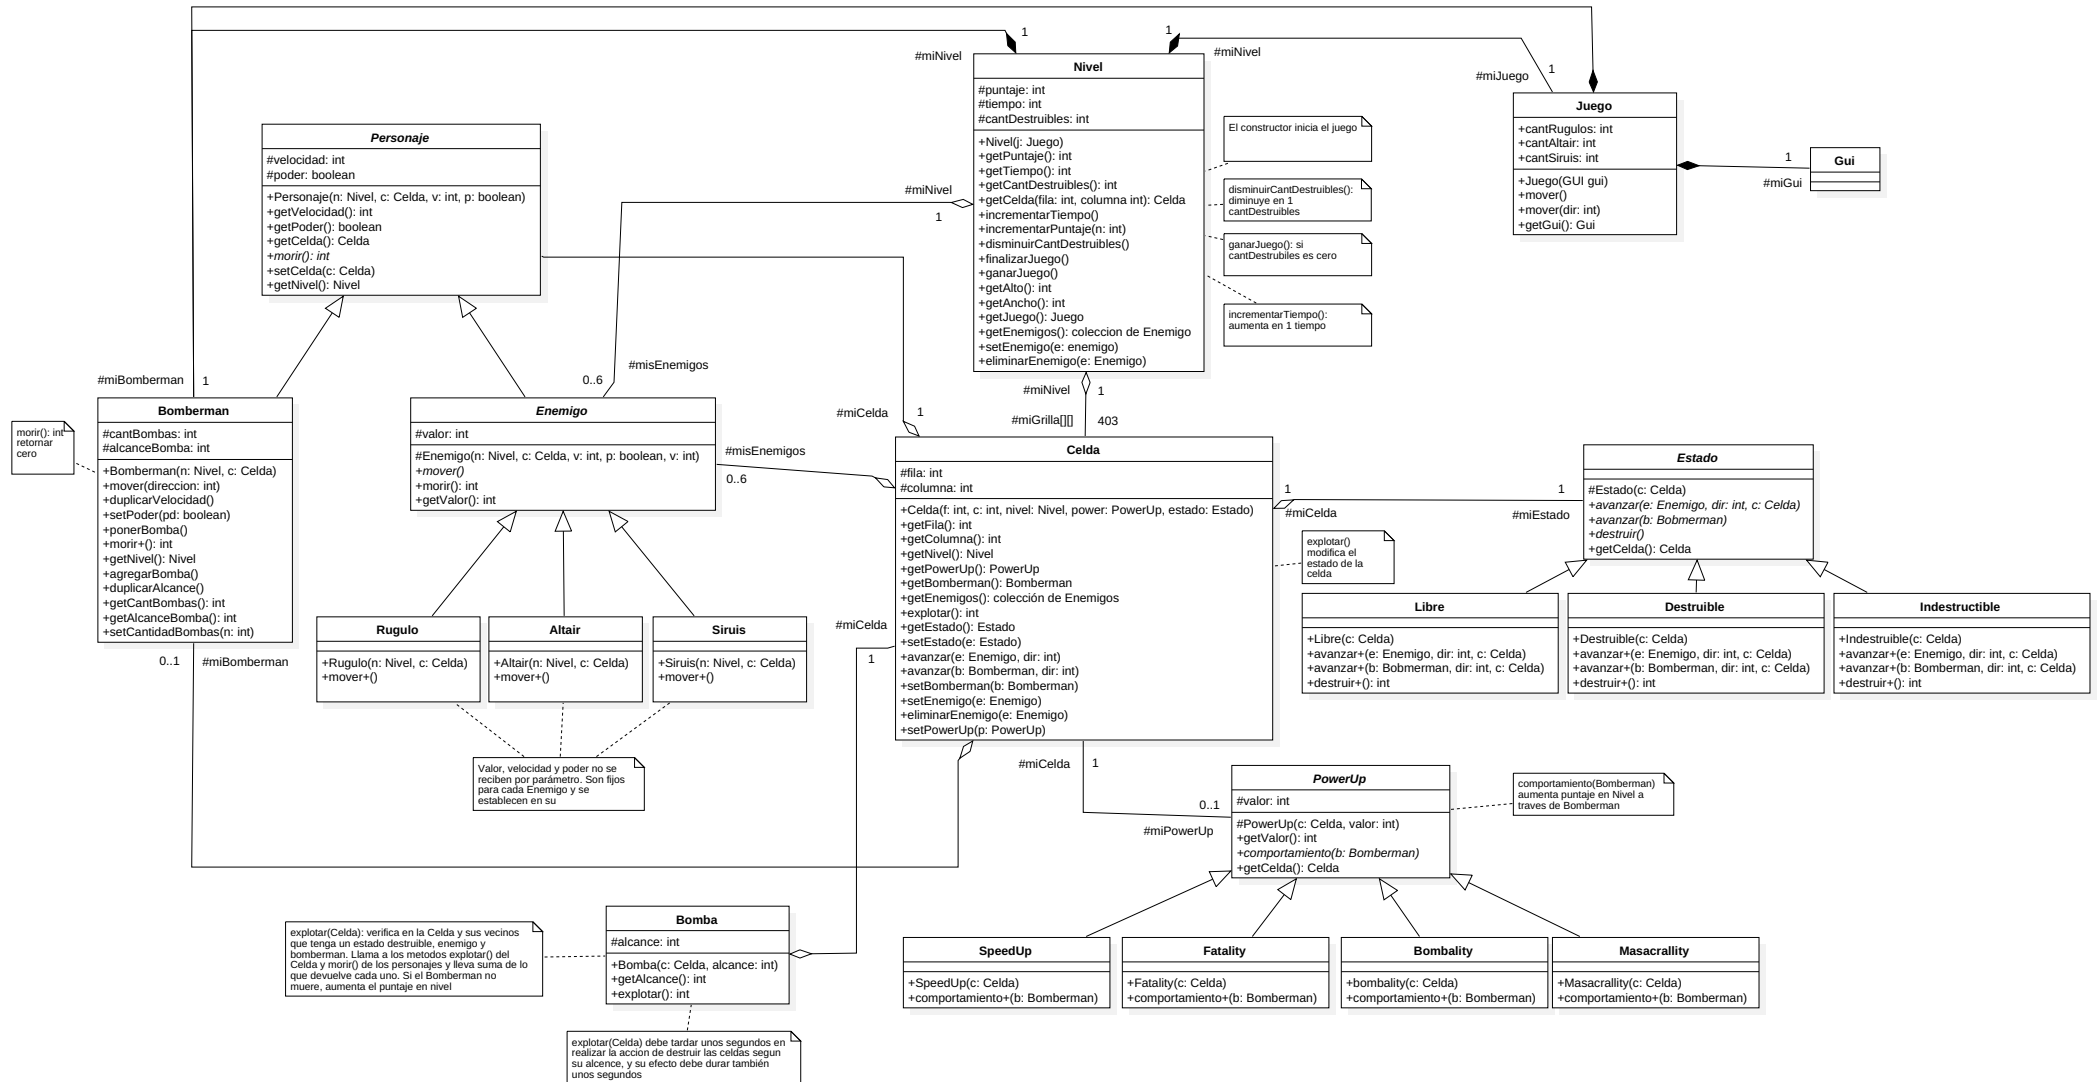 1
#miNivel
1
#miNivel
#miJuego
1
Nivel
#puntaje: int
#tiempo: int
#cantDestruibles: int
+Nivel(j: Juego)
+getPuntaje(): int
+getTiempo(): int
+getCantDestruibles(): int
+getCelda(fila: int, columna int): Celda
+incrementarTiempo()
+incrementarPuntaje(n: int)
+disminuirCantDestruibles()
+finalizarJuego()
+ganarJuego()
+getAlto(): int
+getAncho(): int
+getJuego(): Juego
+getEnemigos(): coleccion de Enemigo
+setEnemigo(e: enemigo)
+eliminarEnemigo(e: Enemigo)
El constructor inicia el juego
disminuirCantDestruibles():
diminuye en 1
cantDestruibles
ganarJuego(): si
cantDestrubiles es cero
incrementarTiempo():
aumenta en 1 tiempo
Juego
+cantRugulos: int
+cantAltair: int
+cantSiruis: int
+Juego(GUI gui)
+mover()
+mover(dir: int)
+getGui(): Gui
1
#miGui
Gui
Personaje
#velocidad: int
#poder: boolean
+Personaje(n: Nivel, c: Celda, v: int, p: boolean)
+getVelocidad(): int
+getPoder(): boolean
+getCelda(): Celda
+morir(): int
+setCelda(c: Celda)
+getNivel(): Nivel
#miNivel
1
#misEnemigos
0..6
#miBomberman
1
Bomberman
#cantBombas: int
#alcanceBomba: int
+Bomberman(n: Nivel, c: Celda)
+mover(direccion: int)
+duplicarVelocidad()
+setPoder(pd: boolean)
+ponerBomba()
+morir+(): int
+getNivel(): Nivel
+agregarBomba()
+duplicarAlcance()
+getCantBombas(): int
+getAlcanceBomba(): int
+setCantidadBombas(n: int)
morir(): int
retornar
cero
0..1
#miBomberman
Enemigo
#valor: int
#Enemigo(n: Nivel, c: Celda, v: int, p: boolean, v: int)
+mover()
+morir(): int
+getValor(): int
#misEnemigos
0..6
#miCelda
1
#miNivel
1
#miGrilla[][]
403
Celda
#fila: int
#columna: int
+Celda(f: int, c: int, nivel: Nivel, power: PowerUp, estado: Estado)
+getFila(): int
+getColumna(): int
+getNivel(): Nivel
+getPowerUp(): PowerUp
+getBomberman(): Bomberman
+getEnemigos(): colección de Enemigos
+explotar(): int
+getEstado(): Estado
+setEstado(e: Estado)
+avanzar(e: Enemigo, dir: int)
+avanzar(b: Bomberman, dir: int)
+setBomberman(b: Bomberman)
+setEnemigo(e: Enemigo)
+eliminarEnemigo(e: Enemigo)
+setPowerUp(p: PowerUp)
1
#miCelda
1
#miEstado
explotar()
modifica el
estado de la
celda
Estado
#Estado(c: Celda)
+avanzar(e: Enemigo, dir: int, c: Celda)
+avanzar(b: Bobmerman)
+destruir()
+getCelda(): Celda
Libre
+Libre(c: Celda)
+avanzar+(e: Enemigo, dir: int, c: Celda)
+avanzar+(b: Bobmerman, dir: int, c: Celda)
+destruir+(): int
Destruible
+Destruible(c: Celda)
+avanzar+(e: Enemigo, dir: int, c: Celda)
+avanzar+(b: Bomberman, dir: int, c: Celda)
+destruir+(): int
Indestructible
+Indestruible(c: Celda)
+avanzar+(e: Enemigo, dir: int, c: Celda)
+avanzar+(b: Bomberman, dir: int, c: Celda)
+destruir+(): int
Rugulo
+Rugulo(n: Nivel, c: Celda)
+mover+()
Altair
+Altair(n: Nivel, c: Celda)
+mover+()
Siruis
+Siruis(n: Nivel, c: Celda)
+mover+()
Valor, velocidad y poder no se
reciben por parámetro. Son fijos
para cada Enemigo y se
establecen en su
#miCelda
1
#miCelda
1
0..1
#miPowerUp
PowerUp
#valor: int
#PowerUp(c: Celda, valor: int)
+getValor(): int
+comportamiento(b: Bomberman)
+getCelda(): Celda
comportamiento(Bomberman)
aumenta puntaje en Nivel a
traves de Bomberman
Bomba
#alcance: int
+Bomba(c: Celda, alcance: int)
+getAlcance(): int
+explotar(): int
explotar(Celda): verifica en la Celda y sus vecinos
que tenga un estado destruible, enemigo y
bomberman. Llama a los metodos explotar() del
Celda y morir() de los personajes y lleva suma de lo
que devuelve cada uno. Si el Bomberman no
muere, aumenta el puntaje en nivel
explotar(Celda) debe tardar unos segundos en
realizar la accion de destruir las celdas segun
su alcence, y su efecto debe durar también
unos segundos
SpeedUp
+SpeedUp(c: Celda)
+comportamiento+(b: Bomberman)
Fatality
+Fatality(c: Celda)
+comportamiento+(b: Bomberman)
Bombality
+bombality(c: Celda)
+comportamiento+(b: Bomberman)
Masacrallity
+Masacrallity(c: Celda)
+comportamiento+(b: Bomberman)